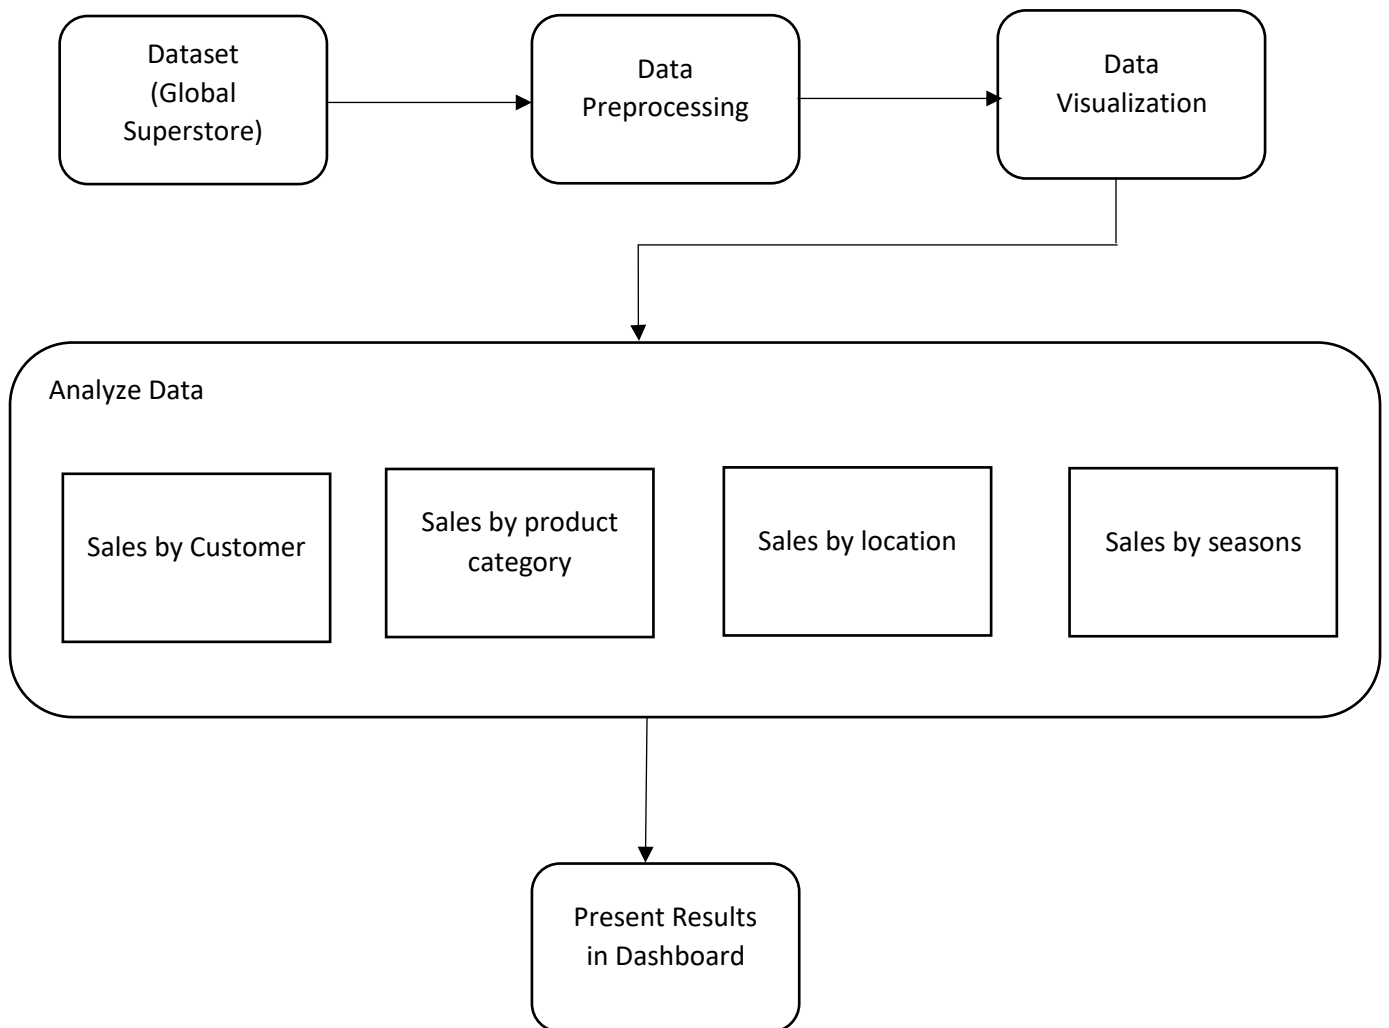 Dataset
(Global
Superstore)
Data
Preprocessing
Data
Visualization
Analyze Data
Sales by Customer
Sales by product
category
Sales by location
Sales by seasons
Present Results
in Dashboard